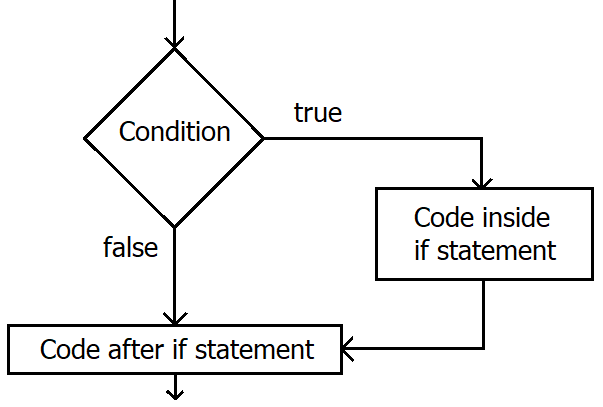 true
Condition
Code inside
if statement
false
Code after if statement